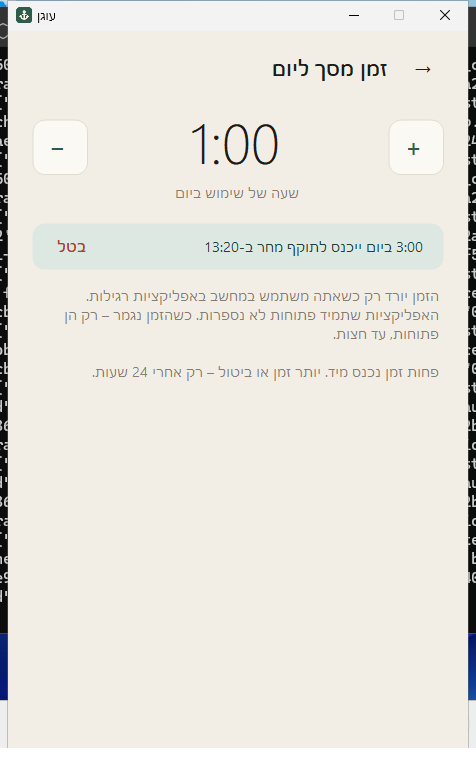 עוגן
זמן מסך ליום
→
+
1:00
−
שעה של שימוש ביום
3:00 ביום ייכנס לתוקף מחר ב-13:20
בטל
הזמן יורד רק כשאתה משתמש במחשב באפליקציות רגילות.
האפליקציות שתמיד פתוחות לא נספרות. כשהזמן נגמר – רק הן
פתוחות, עד חצות.
פחות זמן נכנס מיד. יותר זמן או ביטול – רק אחרי 24 שעות.